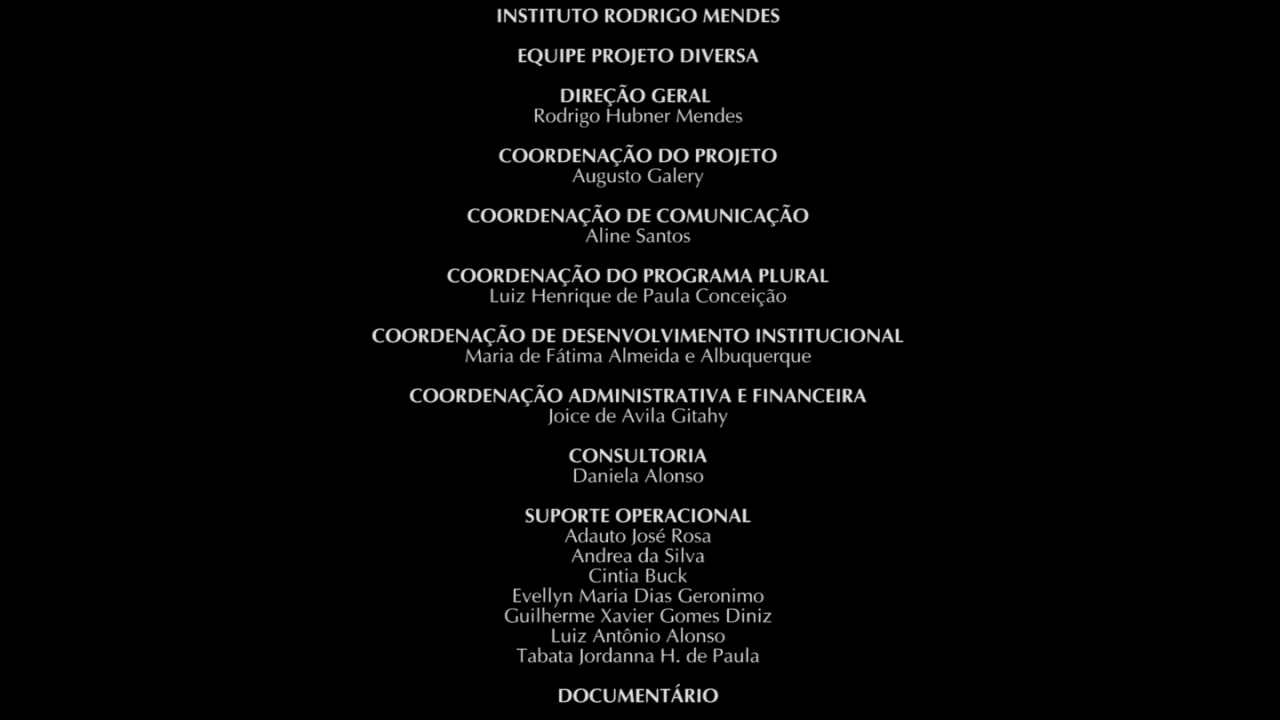 INSTITUTO RODRIGO MENDES
EQUIPE PROJETO DIVERSA
DIREÇÃO GERAL
Rodrigo Hubner Mendes
COORDENAÇÃO DO PROJETO
Augusto Galery
COORDENAÇÃO DE COMUNICAÇÃO
Aline Santos
COORDENAÇÃO DO PROGRAMA PLURAL
Luiz Henrique de Paula Conceição
COORDENAÇÃO DE DESENVOLVIMENTO INSTITUCIONAL
Maria de Fátima Almeida e Albuquerque
COORDENAÇÃO ADMINISTRATIVA E FINANCEIRA
Joice de Avila Gitahy
CONSULTORIA
Daniela Alonso
SUPORTE OPERACIONAL
Adauto José Rosa
Andrea da Silva
Cintia Buck
Evellyn Maria Dias Geronimo
Guilherme Xavier Gomes Diniz
Luiz Antônio Alonso
Tabata Jordanna H. de Paula
DOCUMENTÁRIO